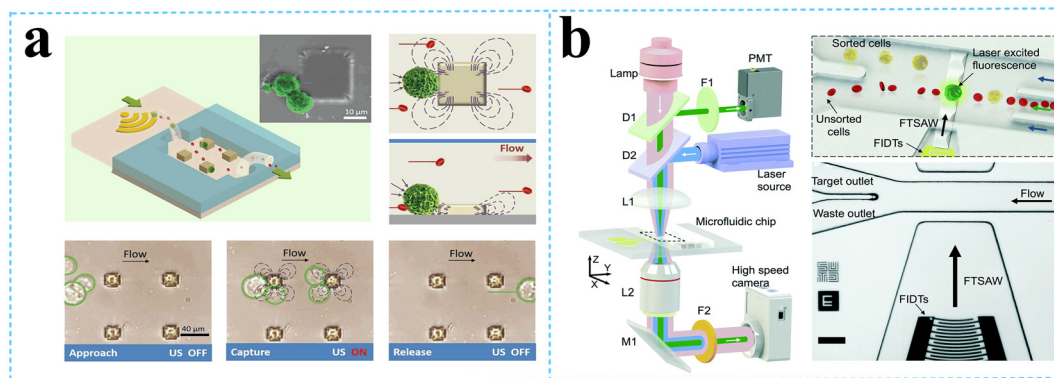 a
10 μm
Flow
Flow
Flow
Flow
40 μm
Approach US OFF
Capture US ON
Release US OFF
b
Lamp
F1
PMT
D1
D2
Laser
source
L1
Microfluidic chip
Z
Y
X
L2
High speed
camera
F2
M1
Sorted cells
Laser excited
fluorescence
Unsorted
cells
FTSAW
FIDTs
Target outlet
Flow
Waste outlet
FTSAW
FIDTs
E